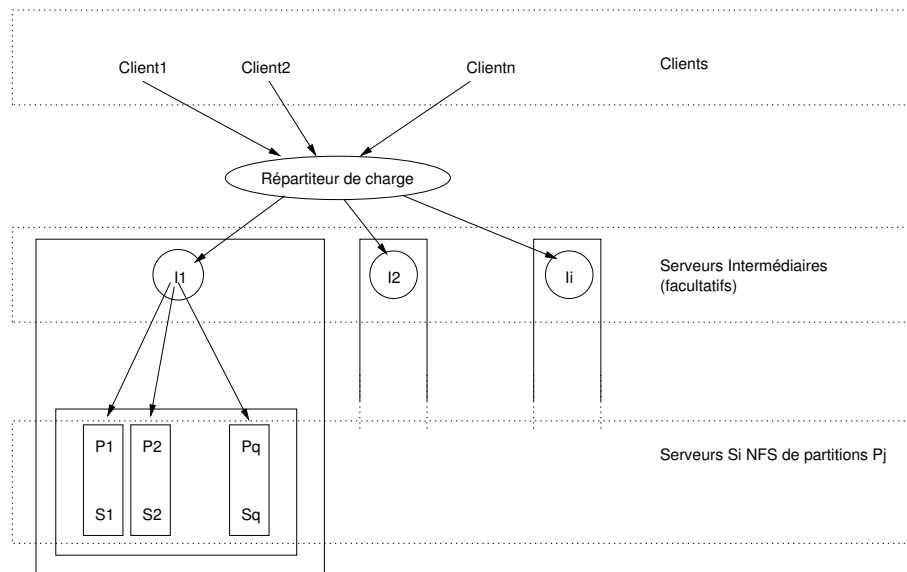 Client1 Client2 Clientn Clients
Répartiteur de charge
I1 I2 Ii
Serveurs Intermédiaires
(facultatifs)
P1 P2 Pq
Serveurs Si NFS de partitions Pj
S1 S2 Sq